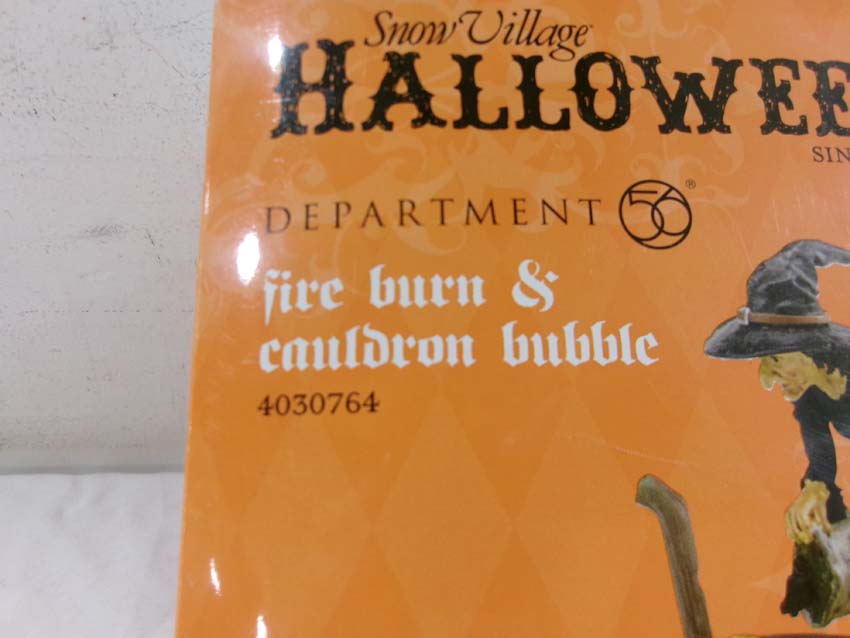 Snow Village
HALLOWEE
SIN
DEPARTMENT 56®
fire burn &
cauldron bubble
4030764